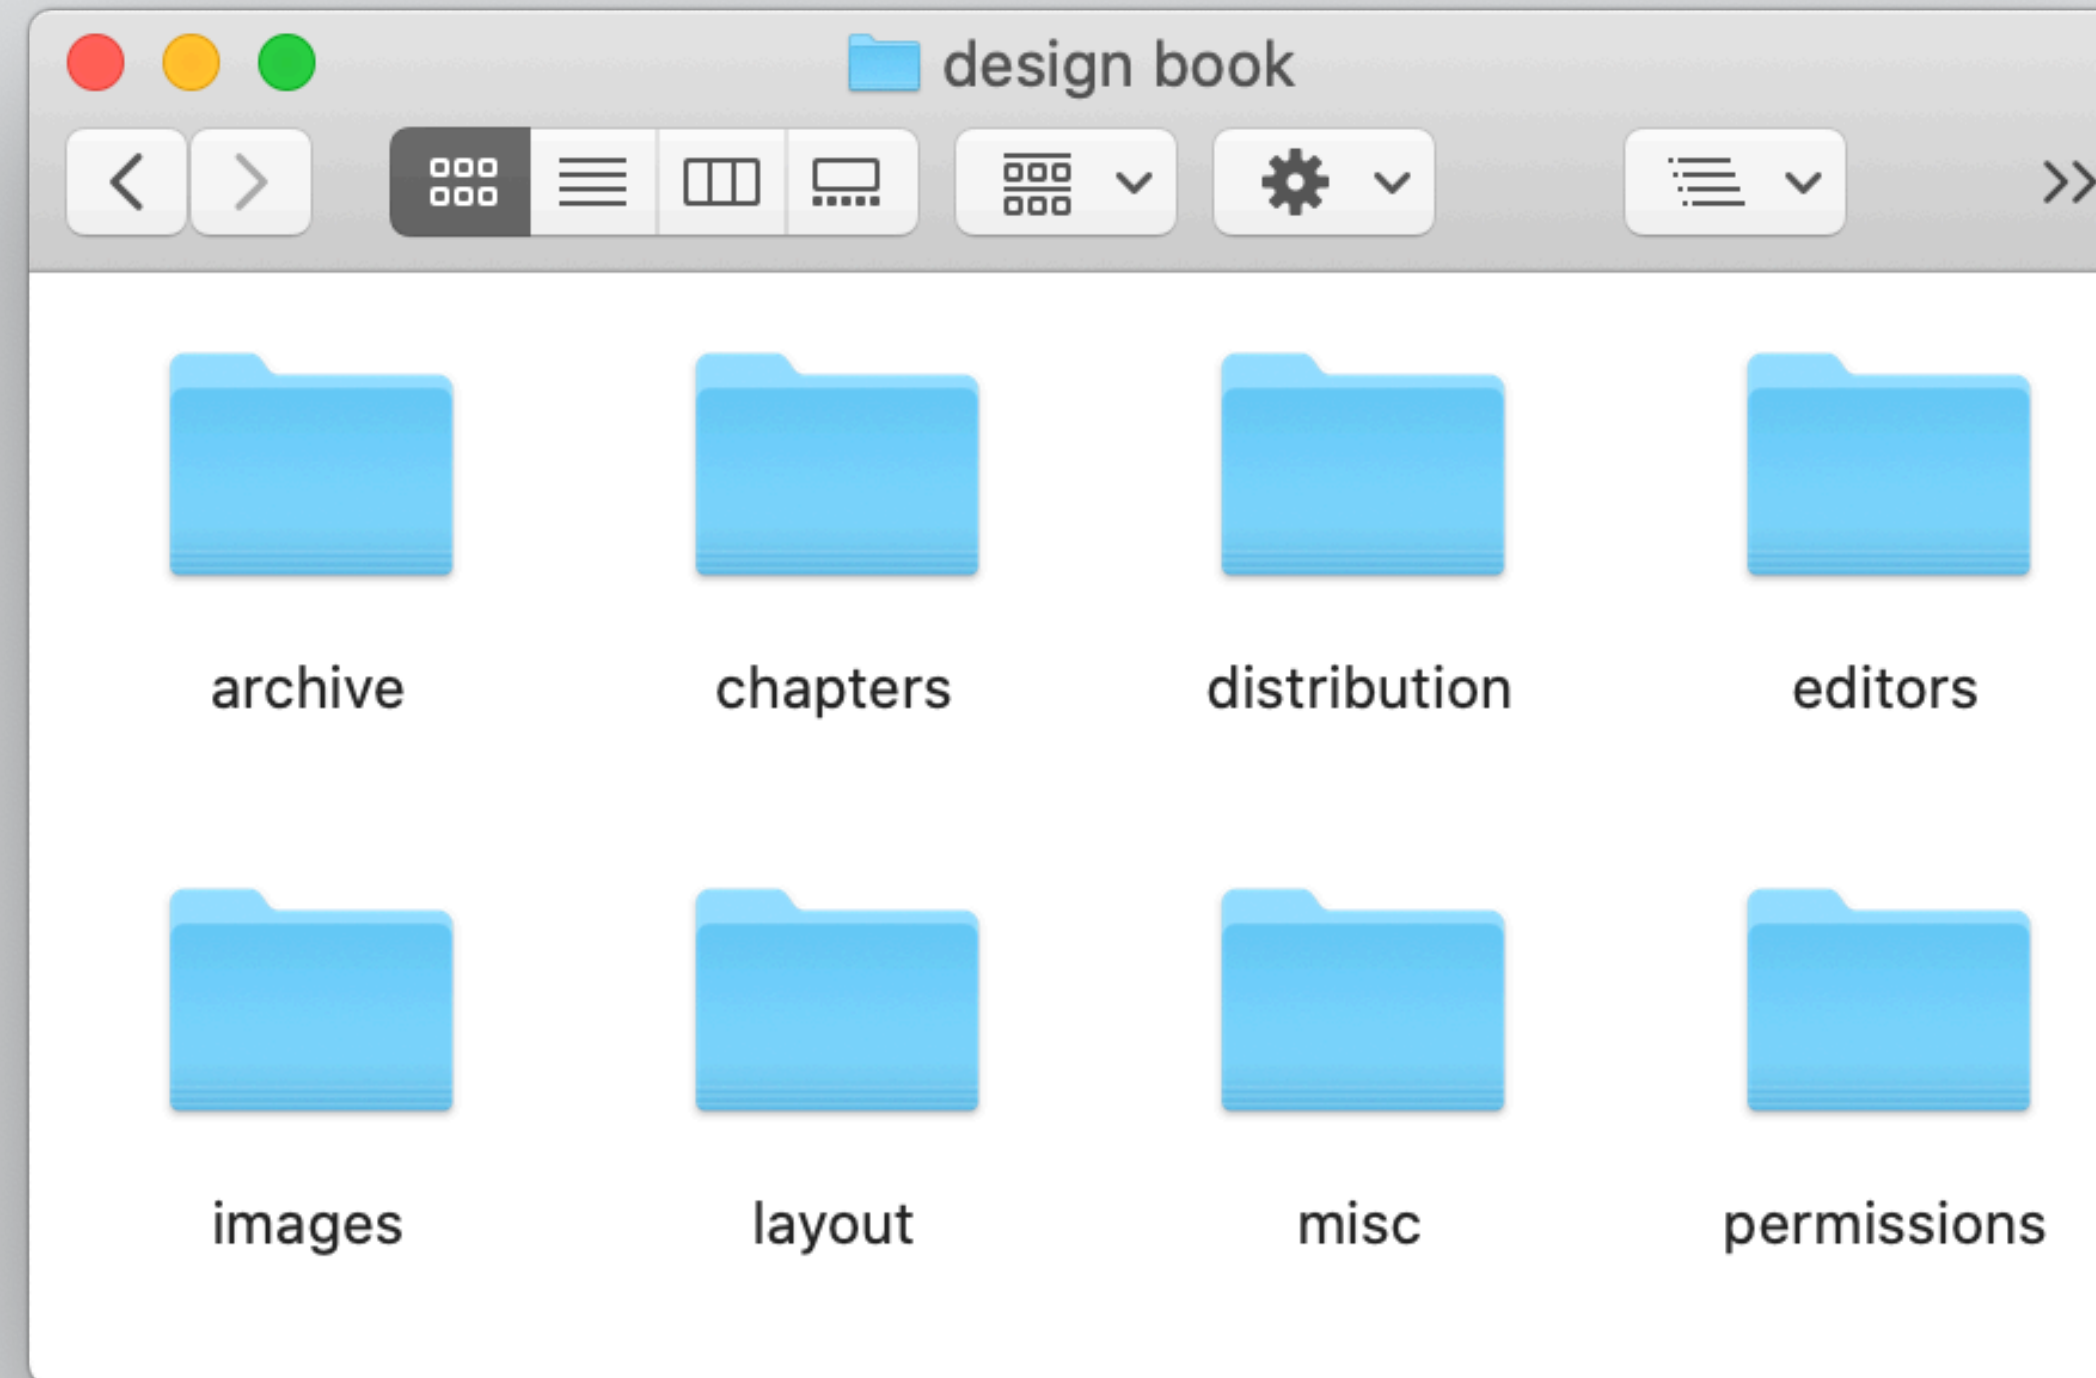 design book
archive
chapters
distribution
editors
images
layout
misc
permissions